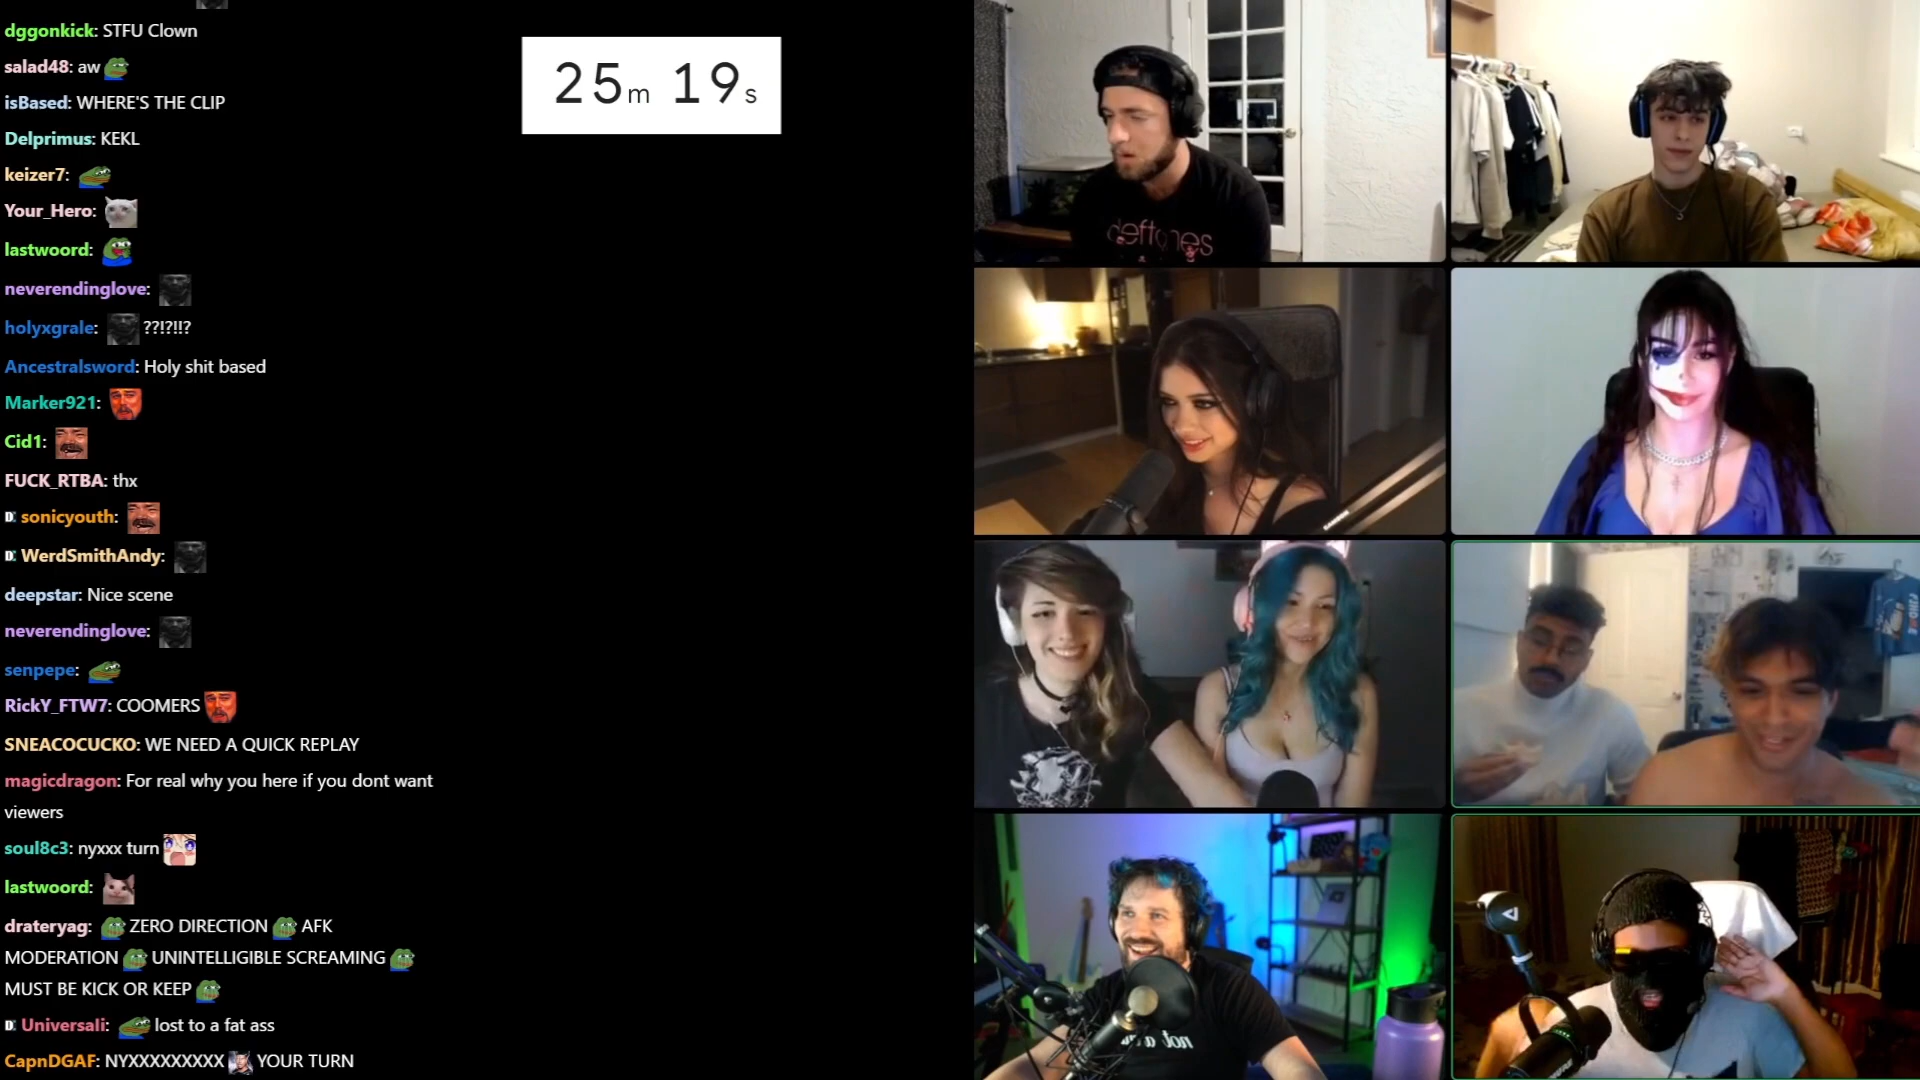 dggonkick: STFU Clown
salad48: aw
isBased: WHERE'S THE CLIP
Delprimus: KEKL
keizer7:
Your_Hero:
lastwoord:
neverendinglove:
holyxgrale: ??!?!!?
Ancestralsword: Holy shit based
Marker921:
Cid1:
FUCK_RTBA: thx
sonicyouth:
WerdSmithAndy:
deepstar: Nice scene
neverendinglove:
senpepe:
RickY_FTW7: COOMERS
SNEACOCUCKO: WE NEED A QUICK REPLAY
magicdragon: For real why you here if you dont want
viewers
soul8c3: nyxxx turn
lastwoord:
drateryag: ZERO DIRECTION AFK
MODERATION UNINTELLIGIBLE SCREAMING
MUST BE KICK OR KEEP
Universali: lost to a fat ass
CapnDGAF: NYXXXXXXXXX YOUR TURN
25m 19s
deftones
not a